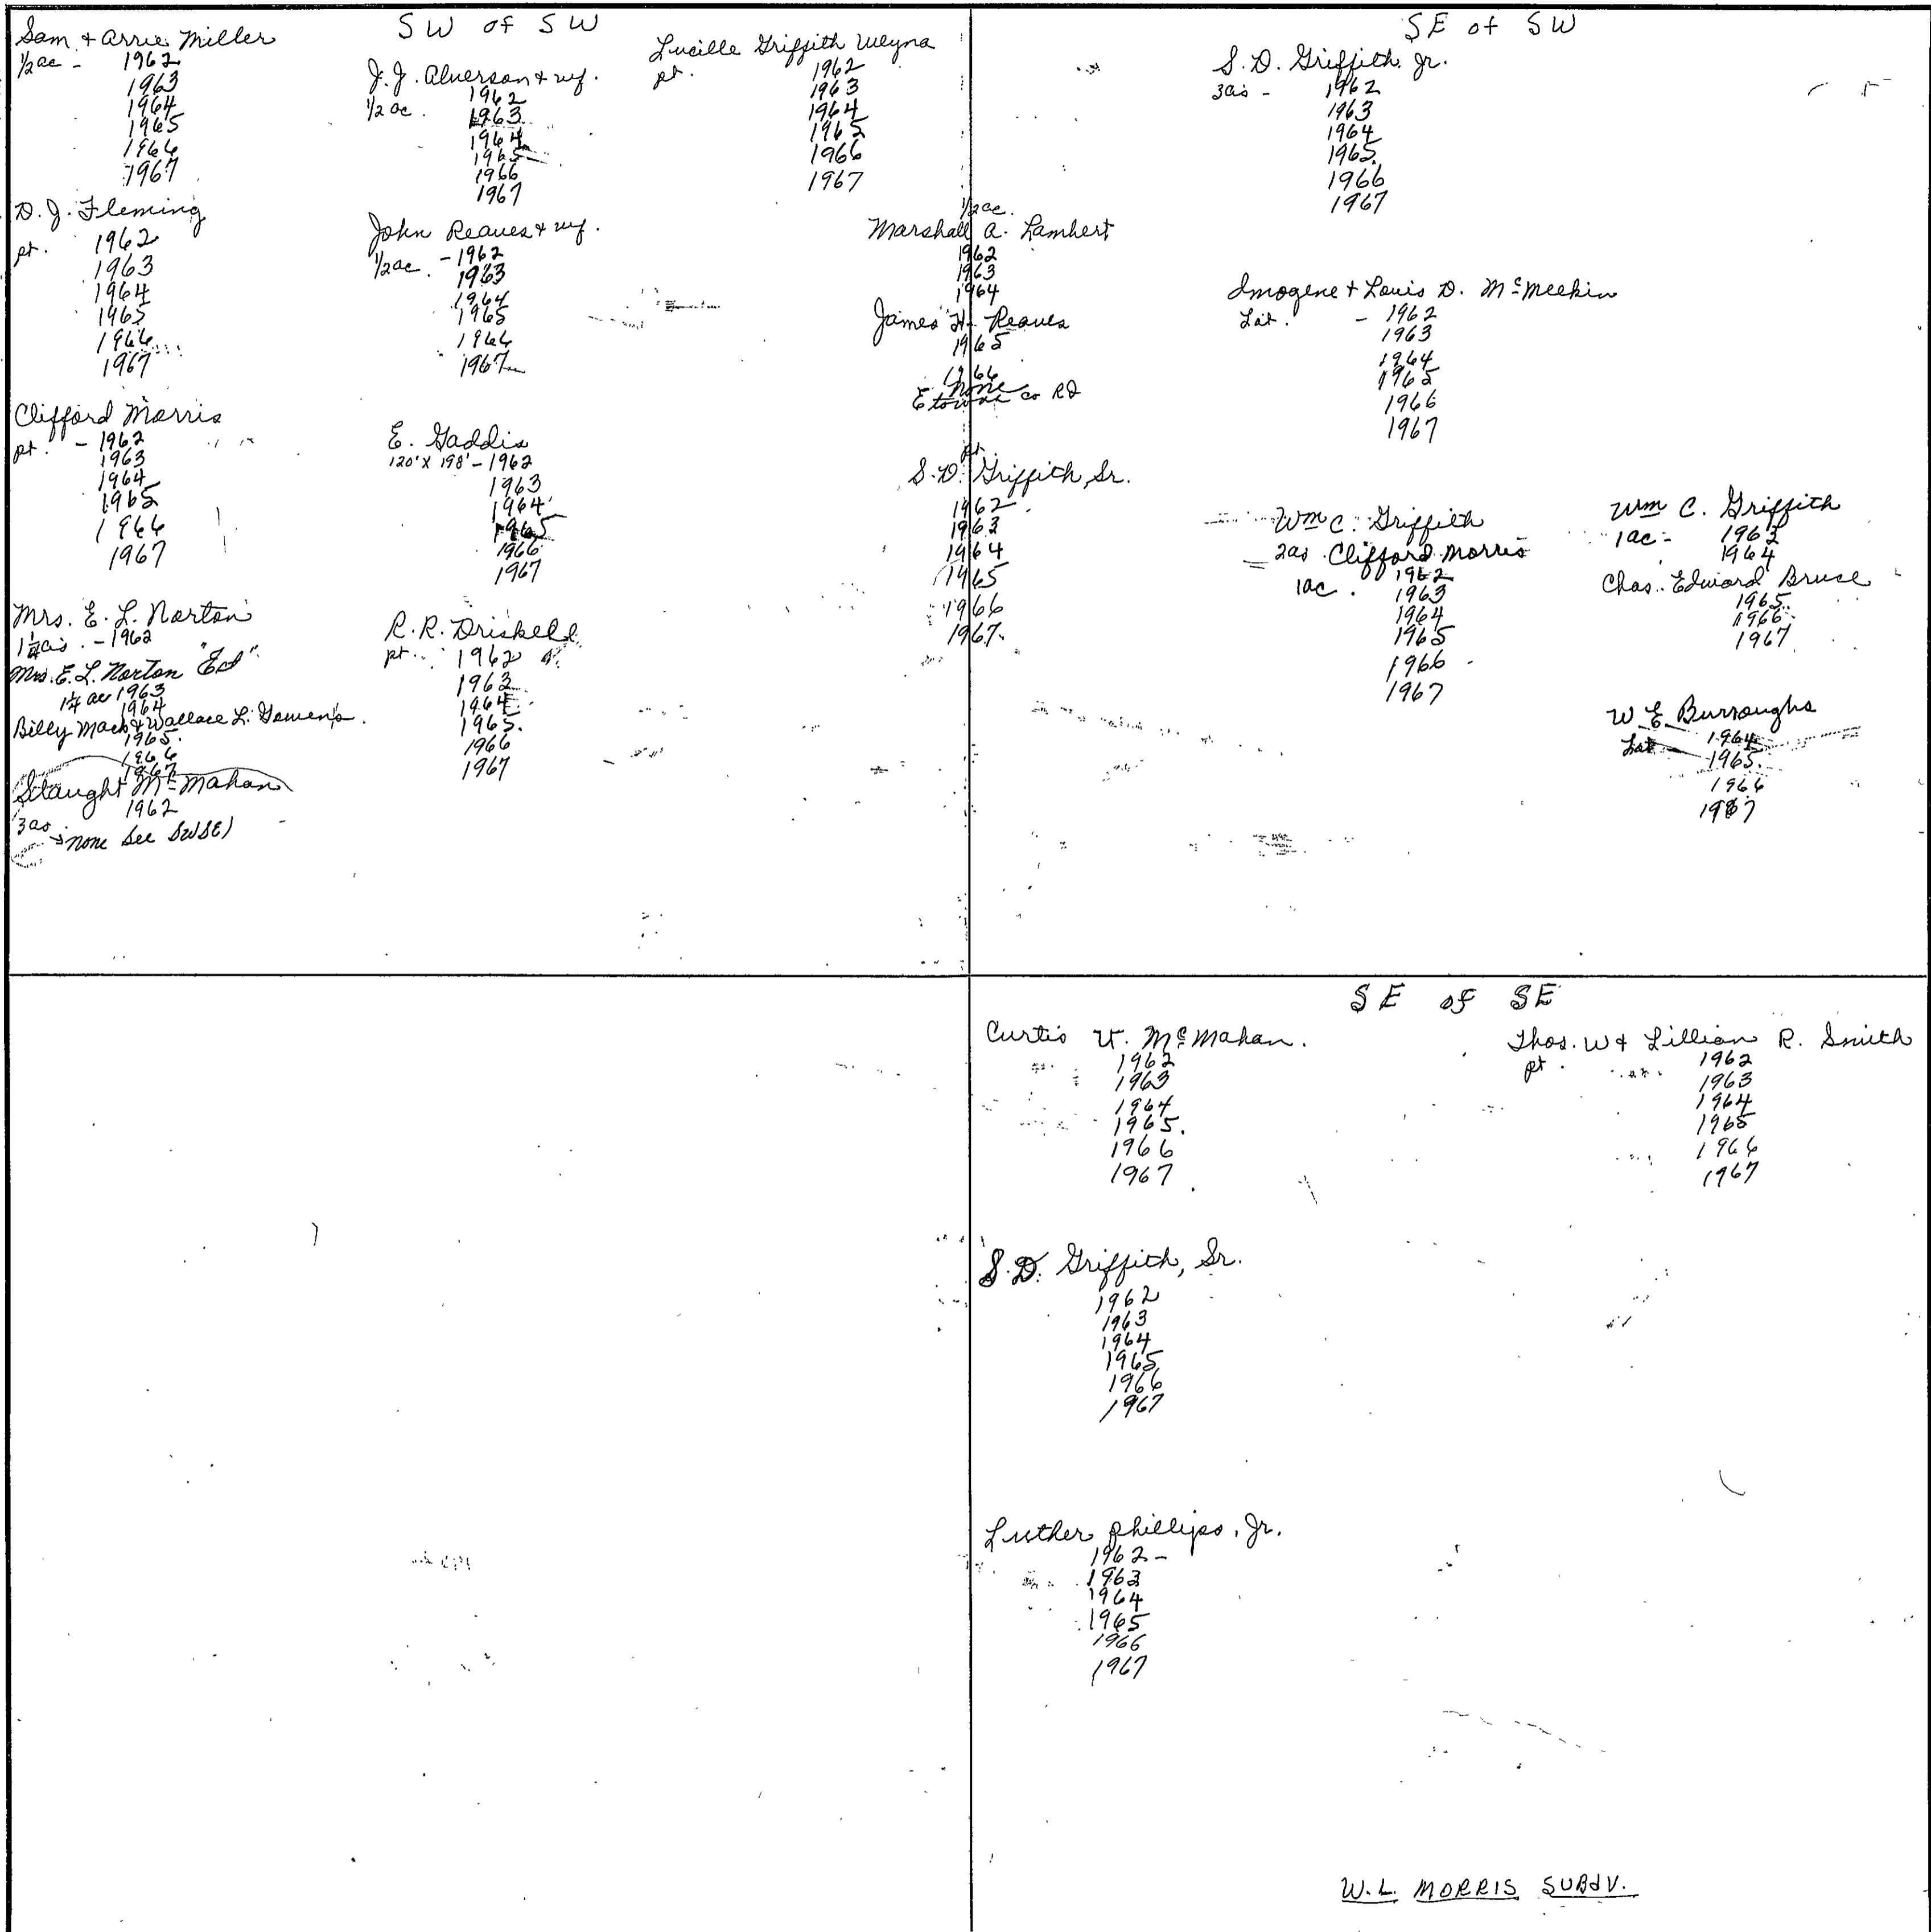 SW of SW
Sam + Arrie Miller
1/2 ac - 1962
1963
1964
1965
1966
1967
D. J. Fleming
pt. 1962
1963
1964
1965
1966
1967
Clifford Morris
pt. - 1962
1963
1964
1965
1966
1967
Mrs. E. L. Norton
1 1/4 as. - 1962
Mrs. E. L. Norton "Ed"
1 1/4 ac 1963
1964
Billy Mack & Wallace L. Gowens.
1965.
1966
1967
Staught McMahan
1962
3 as
none See SWSE)
J. J. Alverson + wf.
1/2 ac. 1962
1963
1964
1965
1966
1967
John Reaves + wf.
1/2 ac. - 1962
1963
1964
1965
1966
1967
E. Gaddis
120' X 198' - 1962
1963
1964
1965
1966
1967
R. R. Driskell
pt. 1962
1963
1964
1965.
1966
1967
Lucille Griffith Weyna
pt. 1962
1963
1964
1965
1966
1967
1/2 ac.
Marshall A. Lambert
1962
1963
1964
James H. Reaves
1965
1966
None
co RD
pt
S. D. Griffith, Sr.
1962
1963
1964
1965
1966
1967
SE of SW
S. D. Griffith, Jr.
3 as - 1962
1963
1964
1965
1966
1967
Imogene + Louis D. McMeekin
Lot. - 1962
1963
1964
1965
1966
1967
Wm C. Griffith
2 as Clifford Morris
1962
1 ac. 1963
1964
1965
1966
1967
Wm C. Griffith
1 ac - 1963
1964
Chas. Edward Bruce
1965
1966
1967
W. E. Burroughs
Lot 1964
1965.
1966
1967
SE of SE
Curtis V. McMahan.
1962
1963
1964
1965.
1966
1967
Thos. W + Lillian R. Smith
pt. 1962
1963
1964
1965
1966
1967
S. D. Griffith, Sr.
1962
1963
1964
1965
1966
1967
Luther Phillips, Jr.
1962 -
1963
1964
1965
1966
1967
W. L. MORRIS SUBdV.